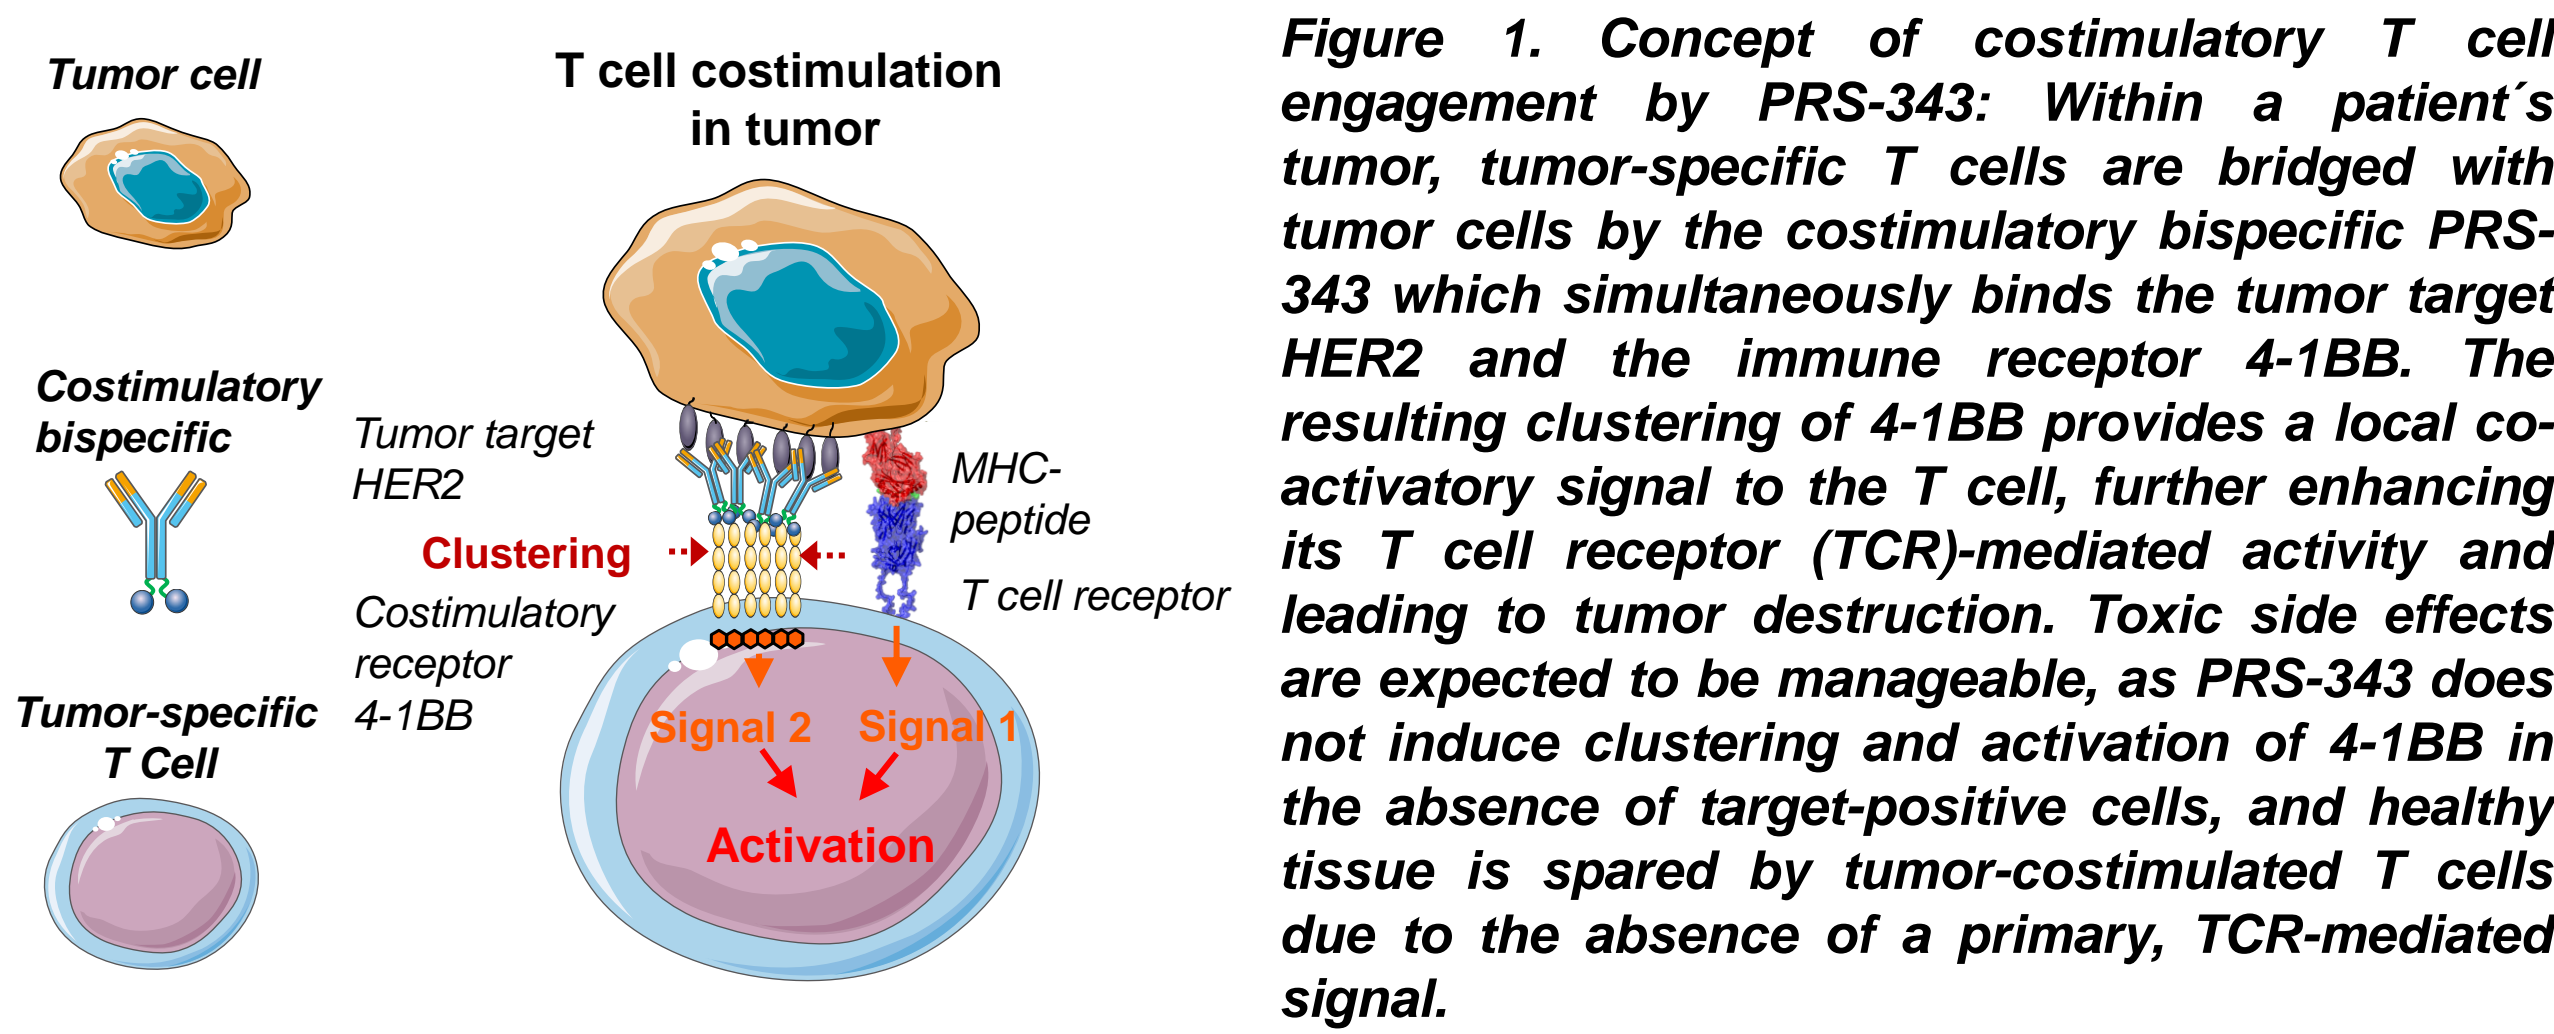 Tumor cell
Costimulatory
bispecific
Tumor-specific
T Cell
T cell costimulation
in tumor
Tumor target
HER2
Clustering
Costimulatory
receptor
4-1BB
MHC-
peptide
T cell receptor
Signal 2
Signal 1
Activation
Figure 1. Concept of costimulatory T cell
engagement by PRS-343: Within a patient´s
tumor, tumor-specific T cells are bridged with
tumor cells by the costimulatory bispecific PRS-
343 which simultaneously binds the tumor target
HER2 and the immune receptor 4-1BB. The
resulting clustering of 4-1BB provides a local co-
activatory signal to the T cell, further enhancing
its T cell receptor (TCR)-mediated activity and
leading to tumor destruction. Toxic side effects
are expected to be manageable, as PRS-343 does
not induce clustering and activation of 4-1BB in
the absence of target-positive cells, and healthy
tissue is spared by tumor-costimulated T cells
due to the absence of a primary, TCR-mediated
signal.